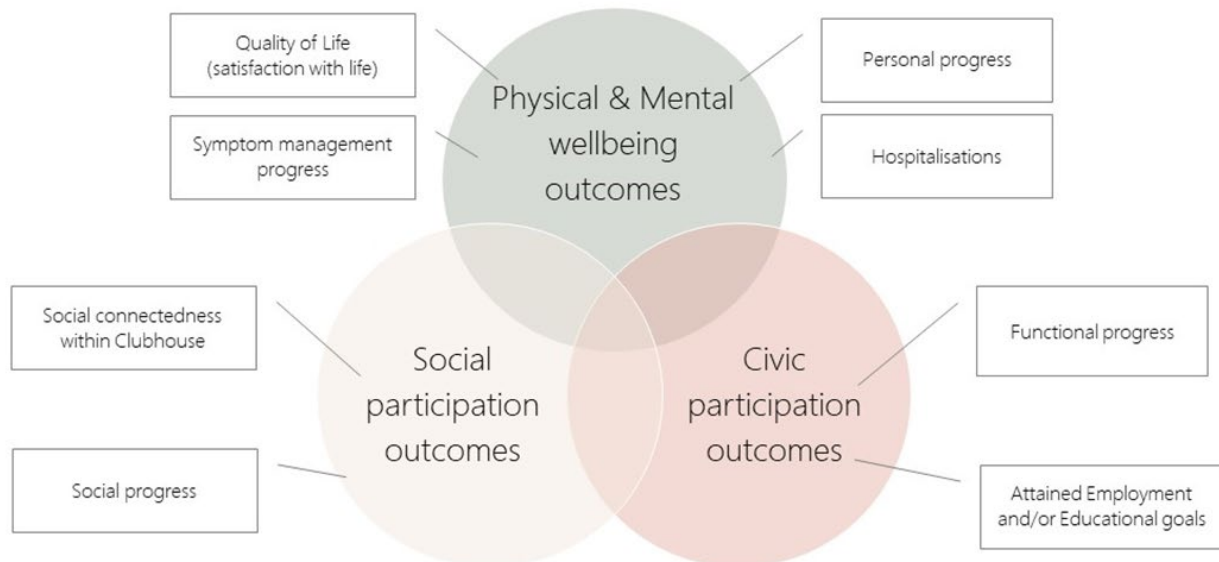 Quality of Life
(satisfaction with life)
Symptom management
progress
Physical & Mental
wellbeing
outcomes
Personal progress
Hospitalisations
Social connectedness
within Clubhouse
Social progress
Social
participation
outcomes
Civic
participation
outcomes
Functional progress
Attained Employment
and/or Educational goals